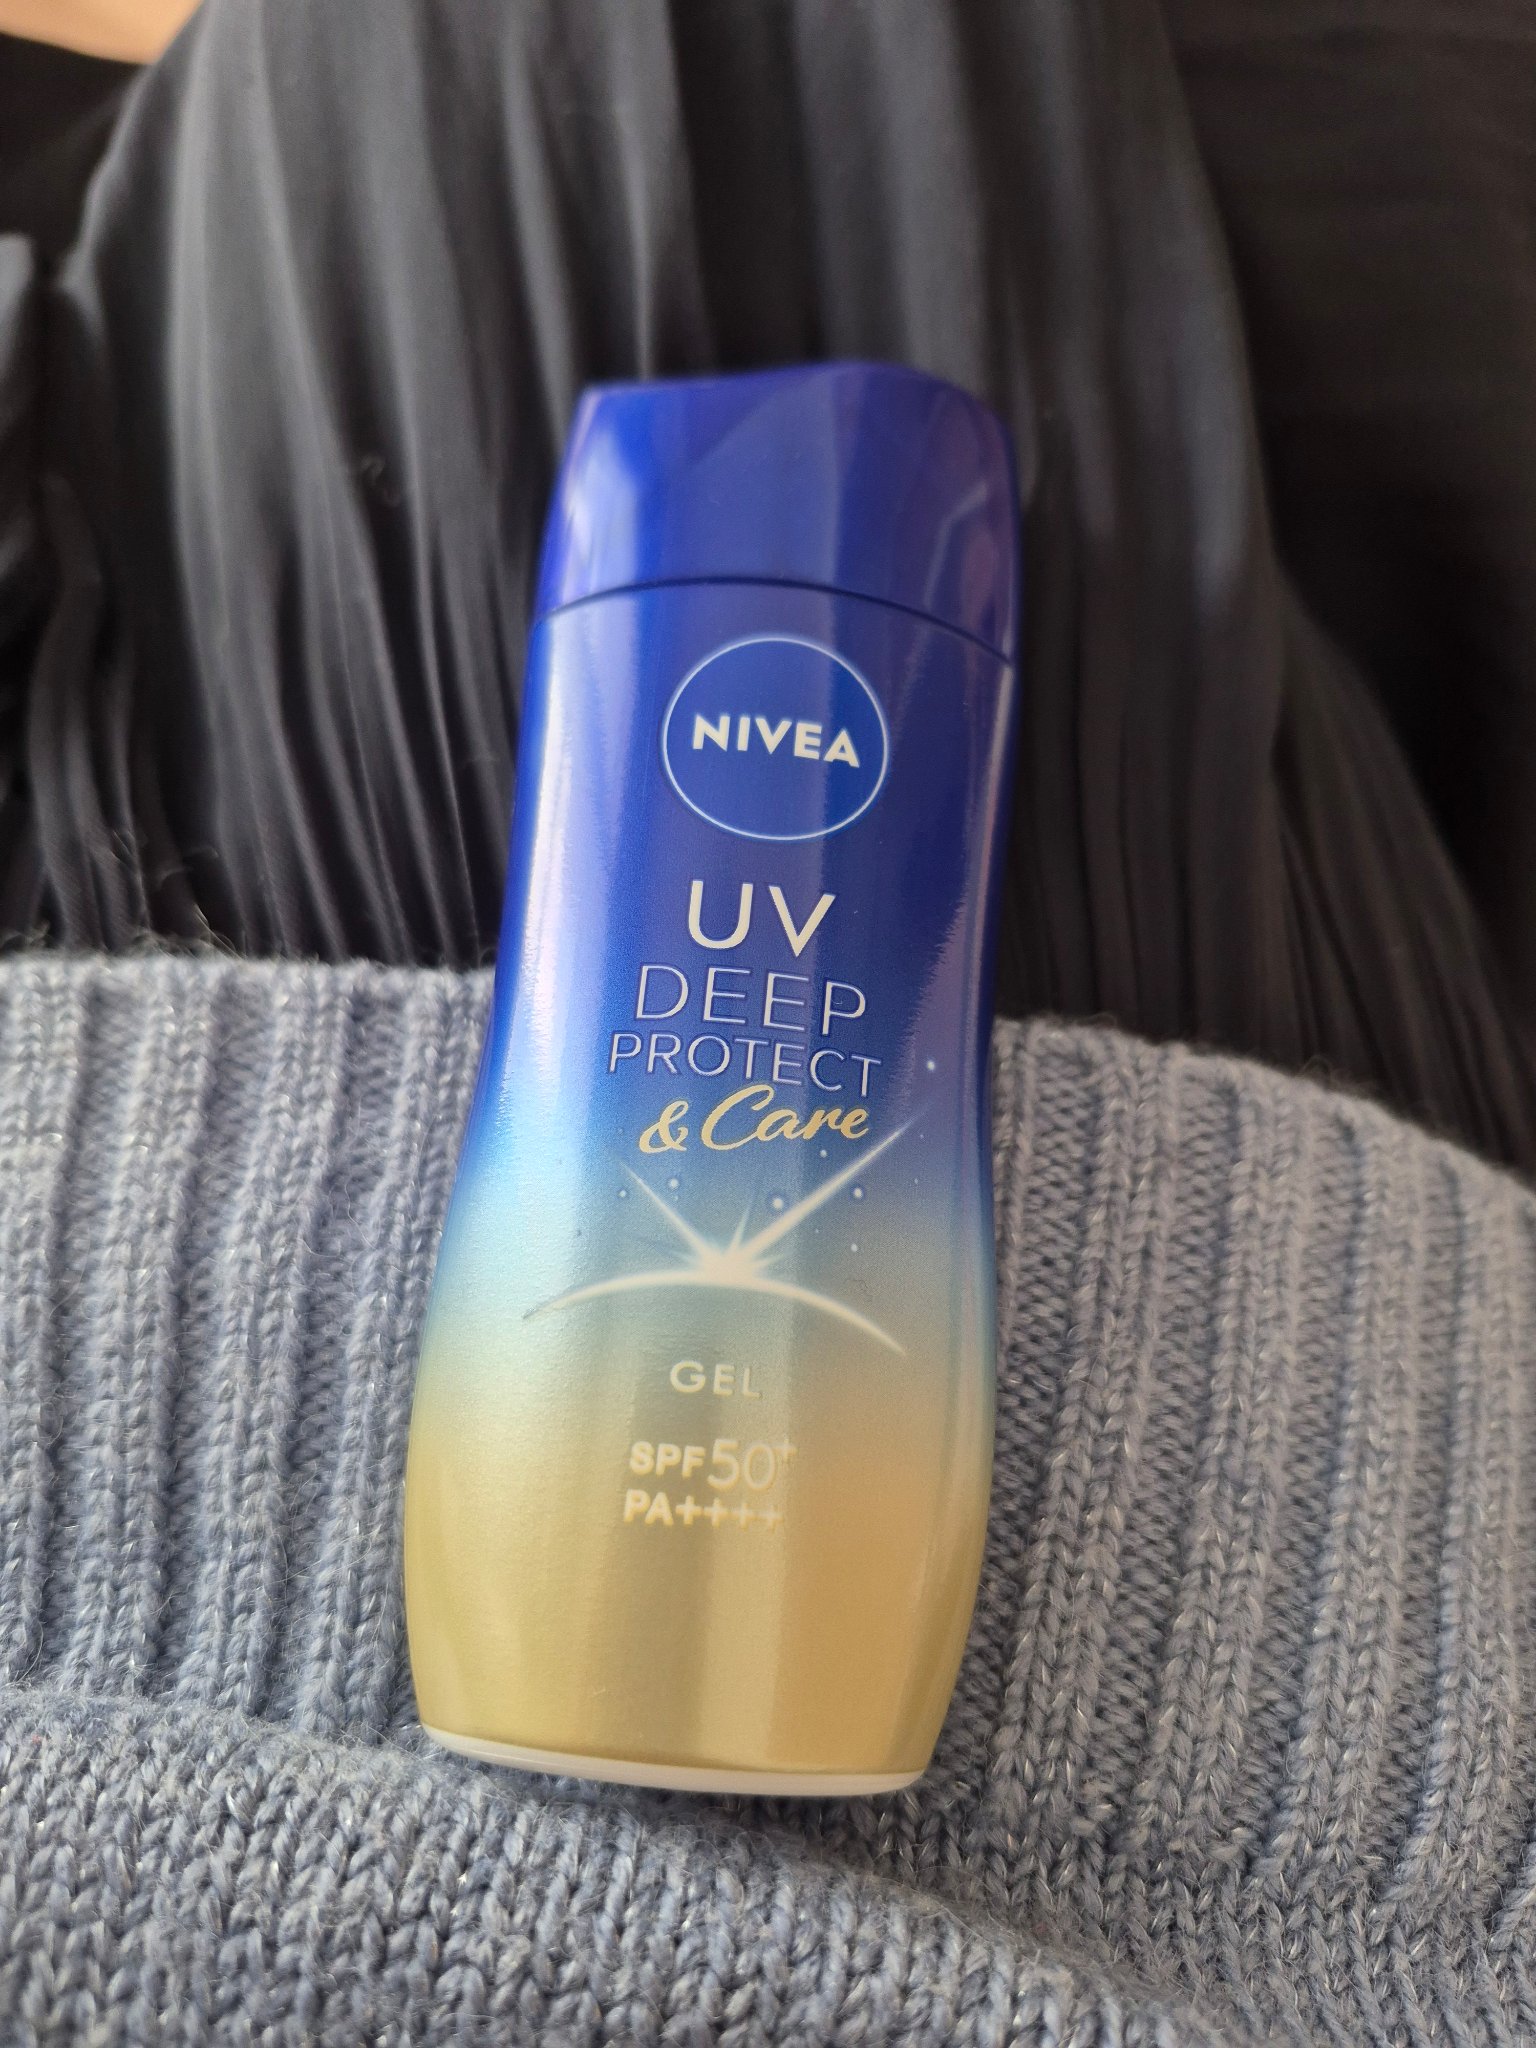 NIVEA
UV
DEEP
PROTECT
& Care
GEL
SPF50+
PA++++